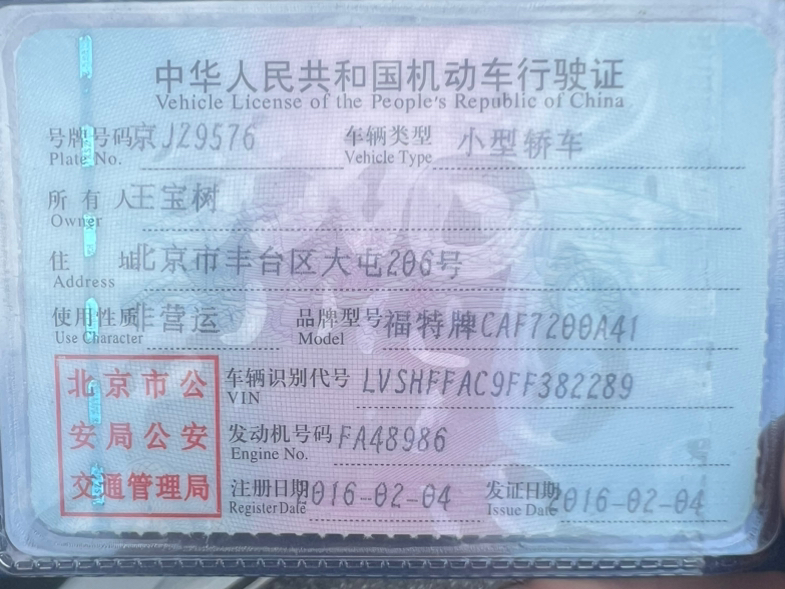 中华人民共和国机动车行驶证
Vehicle License of the People's Republic of China
号牌号码 京JZ9576 车辆类型 小型轿车
Plate No. Vehicle Type
所有人 王宝树
Owner
住址 北京市丰台区大屯206号
Address
使用性质 非营运 品牌型号 福特牌CAF7200A41
Use Character Model
北京市公安局公安交通管理局
车辆识别代号 LVSHFFAC9FF382289
VIN
发动机号码 FA48986
Engine No.
注册日期 2016-02-04 发证日期 2016-02-04
Register Date Issue Date